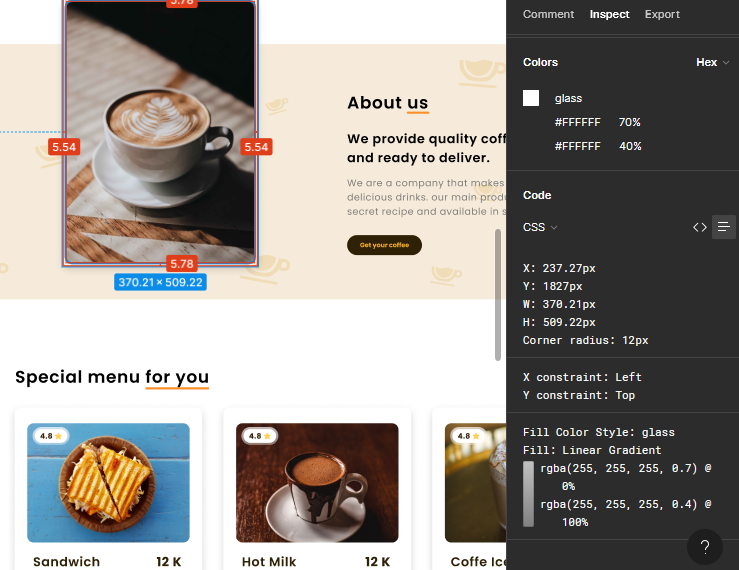 5.78
Comment Inspect Export
Colors
Hex
glass
#FFFFFF 70%
#FFFFFF 40%
About us
We provide quality coff
and ready to deliver.
We are a company that makes
delicious drinks. our main produ
secret recipe and available in s
Get your coffee
5.54
5.54
5.78
370.21 × 509.22
Code
CSS
X: 237.27px
Y: 1827px
W: 370.21px
H: 509.22px
Corner radius: 12px
X constraint: Left
Y constraint: Top
Fill Color Style: glass
Fill: Linear Gradient
rgba(255, 255, 255, 0.7) @
0%
rgba(255, 255, 255, 0.4) @
100%
?
Special menu for you
4.8
4.8
4.8
Sandwich 12 K
Hot Milk 12 K
Coffe Ice